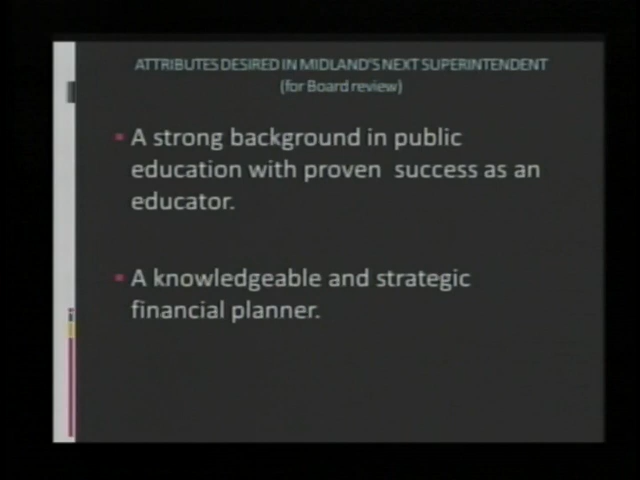 ATTRIBUTES DESIRED IN MIDLAND'S NEXT SUPERINTENDENT
(for Board review)
▪ A strong background in public
education with proven success as an
educator.
▪ A knowledgeable and strategic
financial planner.